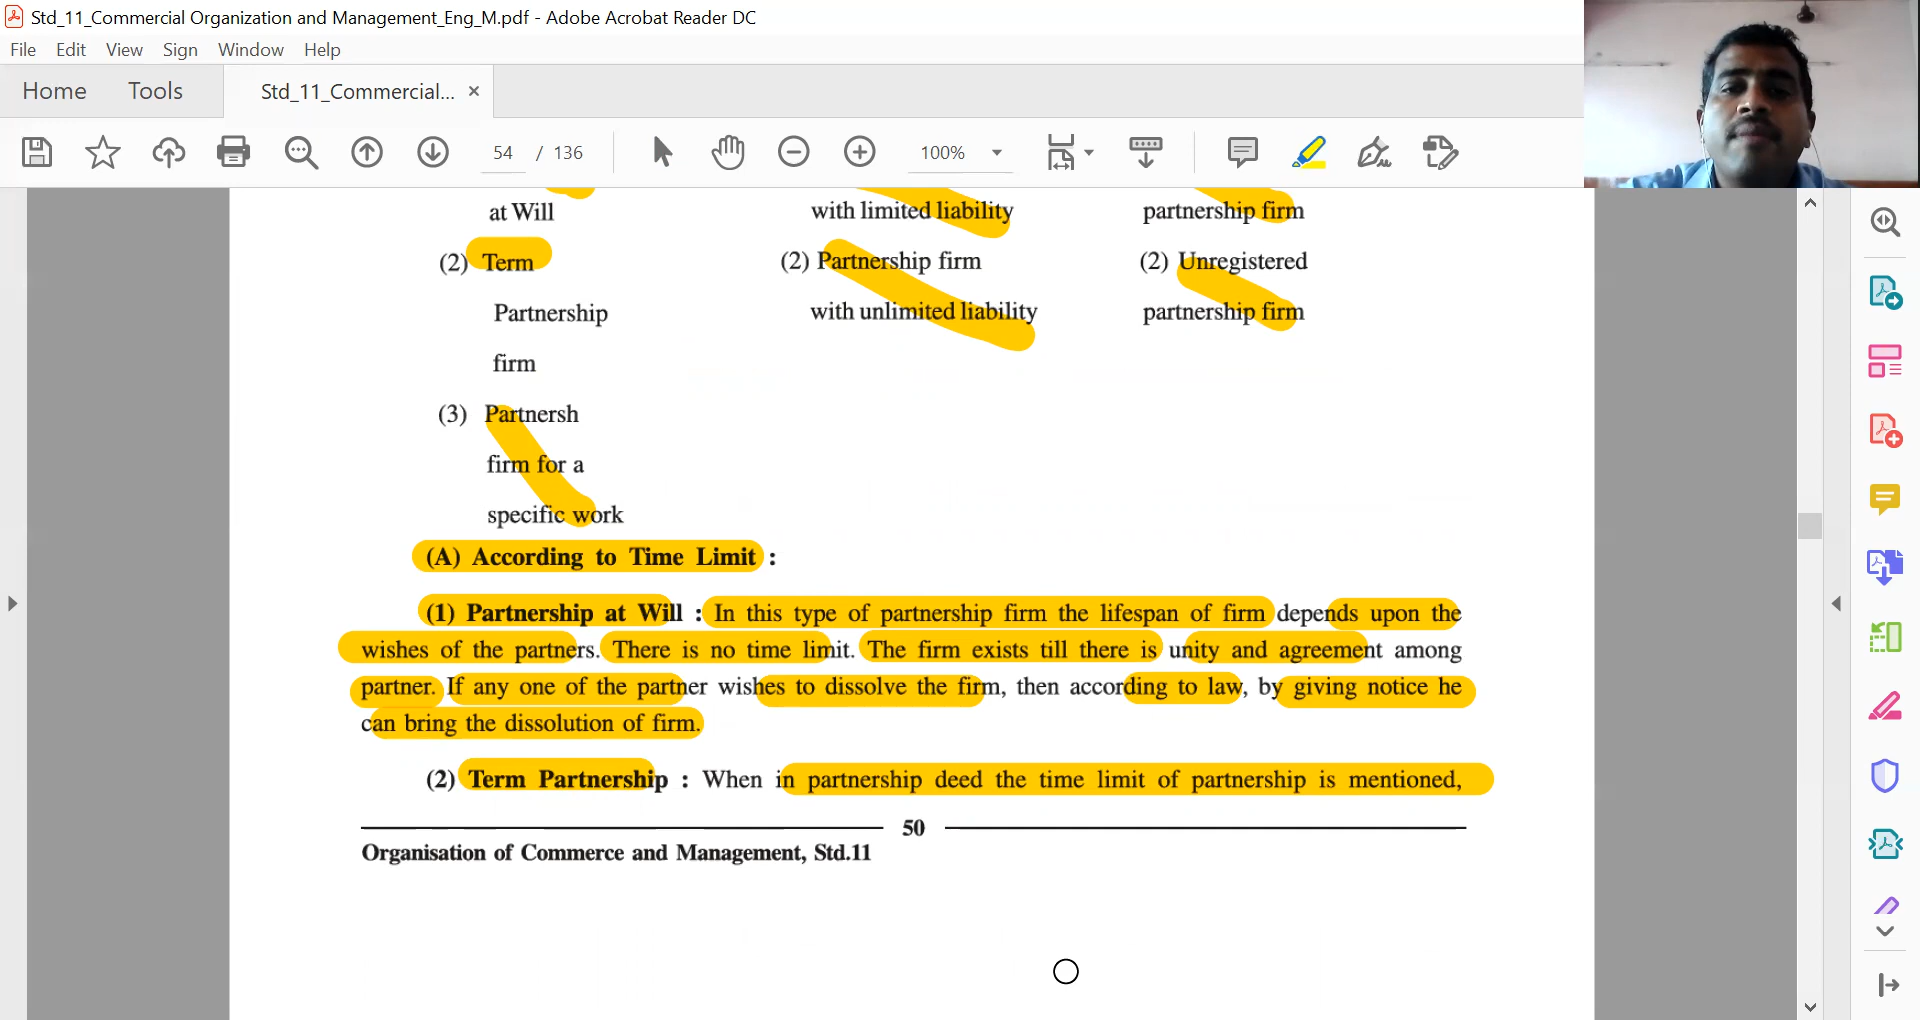 Std_11_Commercial Organization and Management_Eng_M.pdf - Adobe Acrobat Reader DC
File Edit View Sign Window Help
Home Tools Std_11_Commercial... ×
54 / 136 100%
at Will with limited liability partnership firm
(2) Term (2) Partnership firm (2) Unregistered
Partnership with unlimited liability partnership firm
firm
(3) Partnersh
firm for a
specific work
(A) According to Time Limit :
(1) Partnership at Will : In this type of partnership firm the lifespan of firm depends upon the
wishes of the partners. There is no time limit. The firm exists till there is unity and agreement among
partner. If any one of the partner wishes to dissolve the firm, then according to law, by giving notice he
can bring the dissolution of firm.
(2) Term Partnership : When in partnership deed the time limit of partnership is mentioned,
50
Organisation of Commerce and Management, Std.11